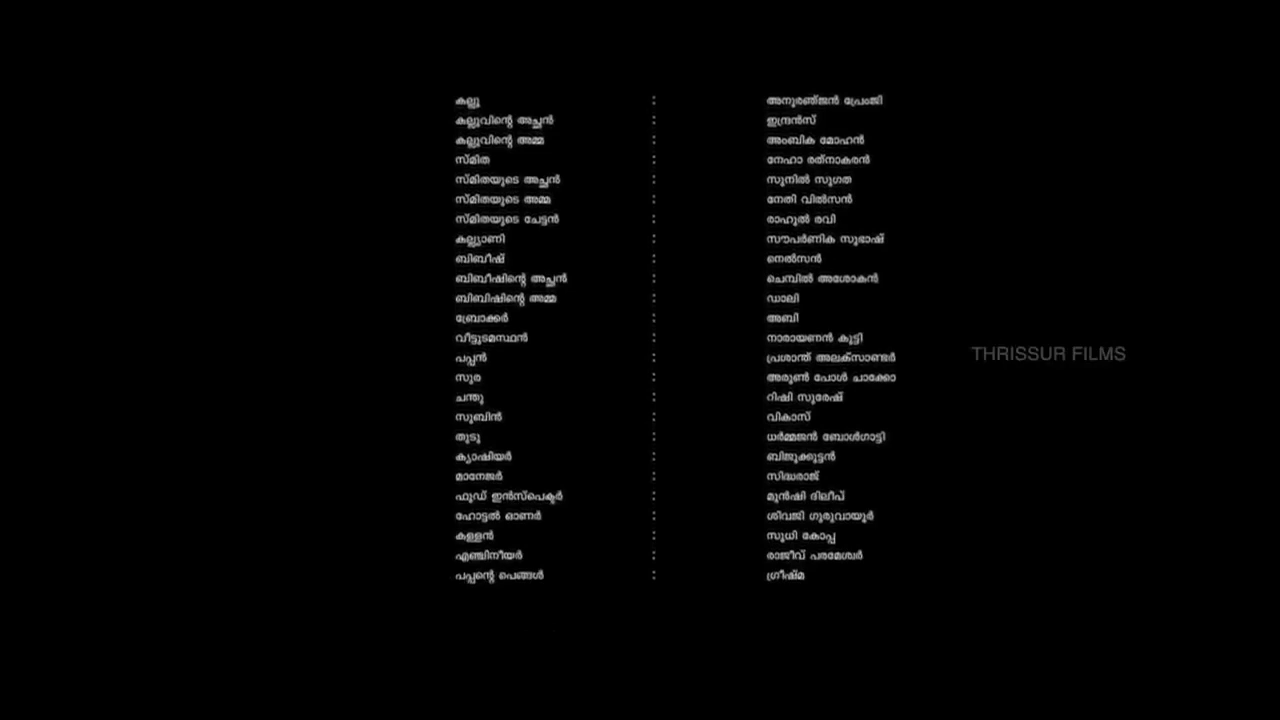 കല്ലൂ : അനുരഞ്ജൻ പ്രേംജി
കല്ലുവിന്റെ അച്ഛൻ : ഇന്ദ്രൻസ്
കല്ലുവിന്റെ അമ്മ : അംബിക മോഹൻ
സ്മിത : നേഹാ രത്നാകരൻ
സ്മിതയുടെ അച്ഛൻ : സുനിൽ സുഗത
സ്മിതയുടെ അമ്മ : നേതി വിൽസൻ
സ്മിതയുടെ ചേട്ടൻ : രാഹുൽ രവി
കല്ല്യാണി : സൗപർണിക സുഭാഷ്
ബിബീഷ് : നെൽസൻ
ബിബീഷിന്റെ അച്ഛൻ : ചെമ്പിൽ അശോകൻ
ബിബിഷിന്റെ അമ്മ : ഡാലി
ബ്രോക്കർ : അബി
വീട്ടുടമസ്ഥൻ : നാരായണൻ കുട്ടി
പപ്പൻ : പ്രശാന്ത് അലക്സാണ്ടർ
സുര : അരുൺ പോൾ ചാക്കോ
ചന്തു : റിഷി സുരേഷ്
സുബിൻ : വികാസ്
തുടു : ധർമ്മജൻ ബോൾഗാട്ടി
ക്യാഷിയർ : ബിജുക്കുട്ടൻ
മാനേജർ : സിദ്ധരാജ്
ഫുഡ് ഇൻസ്പെക്ടർ : മുൻഷി ദിലീപ്
ഹോട്ടൽ ഓണർ : ശിവജി ഗുരുവായൂർ
കള്ളൻ : സുധി കോപ്പ
എഞ്ചിനീയർ : രാജീവ് പരമേശ്വർ
പപ്പന്റെ പെങ്ങൾ : ഗ്രീഷ്മ
THRISSUR FILMS